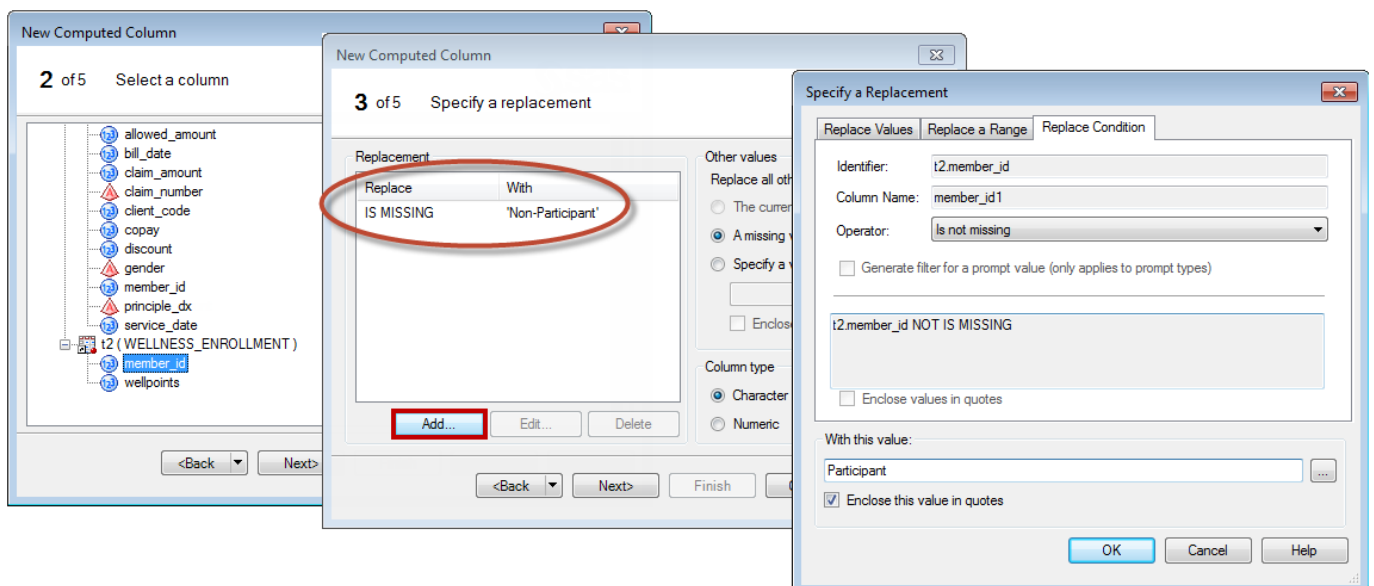 New Computed Column
2 of 5 Select a column
allowed_amount
bill_date
claim_amount
claim_number
client_code
copay
discount
gender
member_id
principle_dx
service_date
t2 ( WELLNESS_ENROLLMENT )
member_id
wellpoints
<Back
Next>
New Computed Column
3 of 5 Specify a replacement
Replacement
Replace With
IS MISSING 'Non-Participant'
Add...
Edit...
Delete
Other values
Replace all
The
A missing
Specify a
Column type
Character
Numeric
<Back
Next>
Finish
Specify a Replacement
Replace Values
Replace a Range
Replace Condition
Identifier: t2.member_id
Column Name: member_id1
Operator: Is not missing
Generate filter for a prompt value (only applies to prompt types)
t2.member_id NOT IS MISSING
Enclose values in quotes
With this value:
Participant
...
Enclose this value in quotes
OK
Cancel
Help